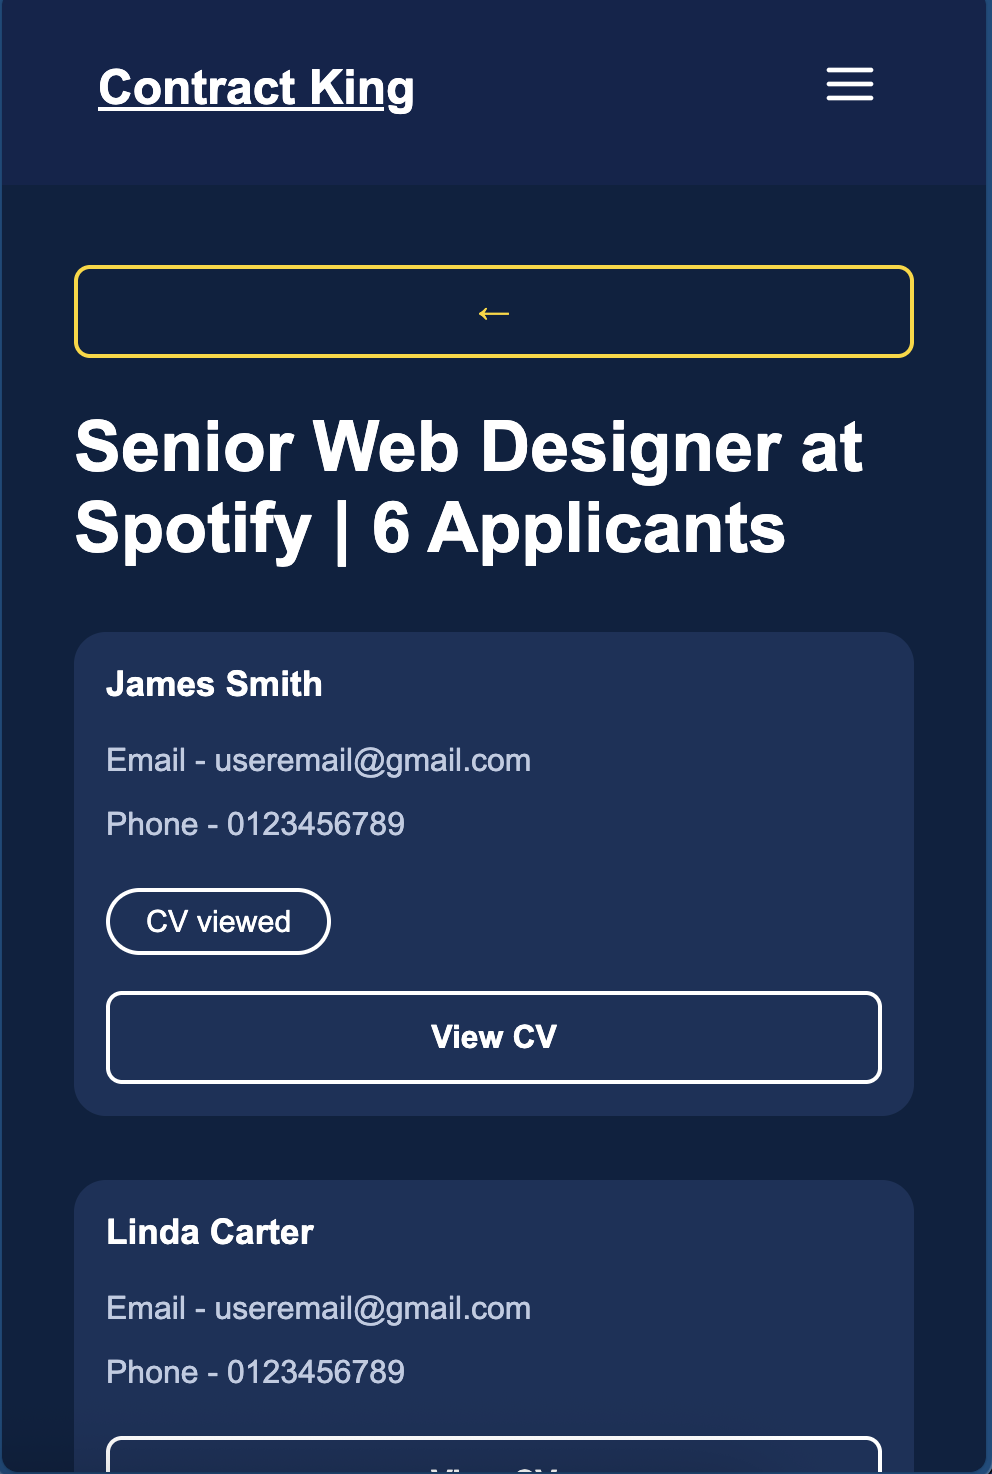 Contract King
←
Senior Web Designer at
Spotify | 6 Applicants
James Smith
Email - useremail@gmail.com
Phone - 0123456789
CV viewed
View CV
Linda Carter
Email - useremail@gmail.com
Phone - 0123456789